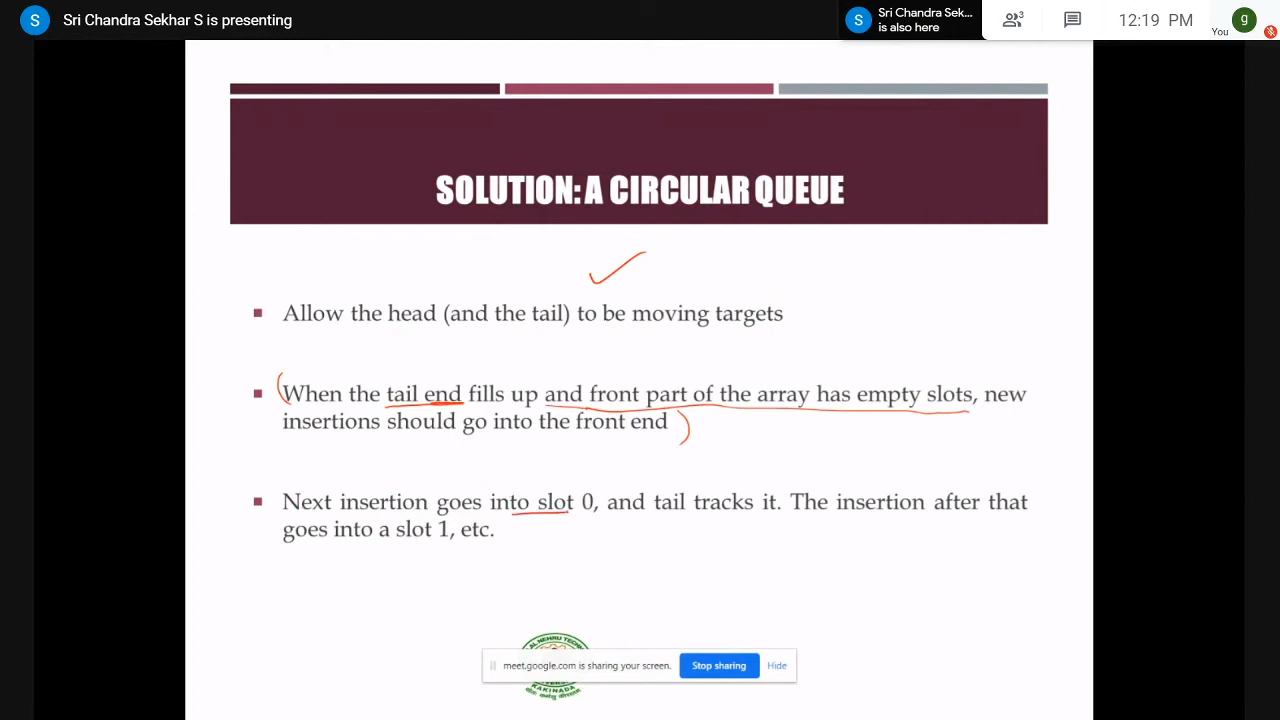 S Sri Chandra Sekhar S is presenting
S Sri Chandra Sek... is also here
3
12:19 PM
You
g
SOLUTION: A CIRCULAR QUEUE
Allow the head (and the tail) to be moving targets
When the tail end fills up and front part of the array has empty slots, new
insertions should go into the front end
Next insertion goes into slot 0, and tail tracks it. The insertion after that
goes into a slot 1, etc.
meet.google.com is sharing your screen. Stop sharing Hide
KAKINADA